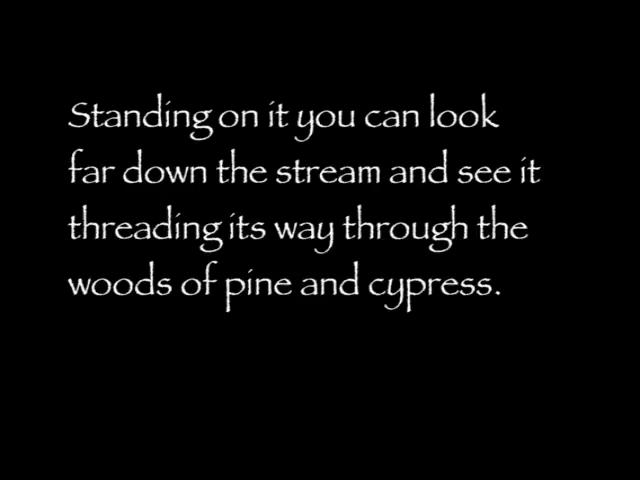 Standing on it you can look
far down the stream and see it
threading its way through the
woods of pine and cypress.